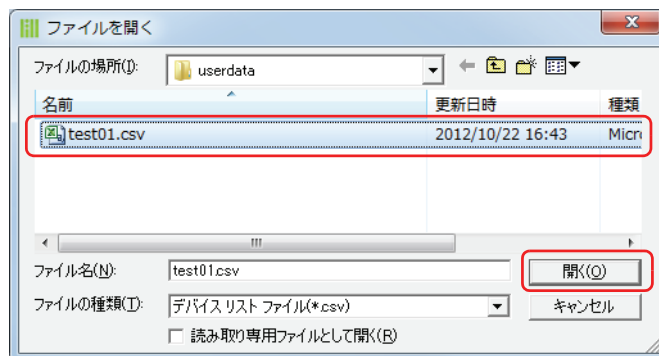 ファイルを開く
ファイルの場所(I): userdata
名前 更新日時 種類
test01.csv 2012/10/22 16:43 Micr
ファイル名(N): test01.csv 開く(O)
ファイルの種類(T): デバイス リスト ファイル(*.csv) キャンセル
読み取り専用ファイルとして開く(R)